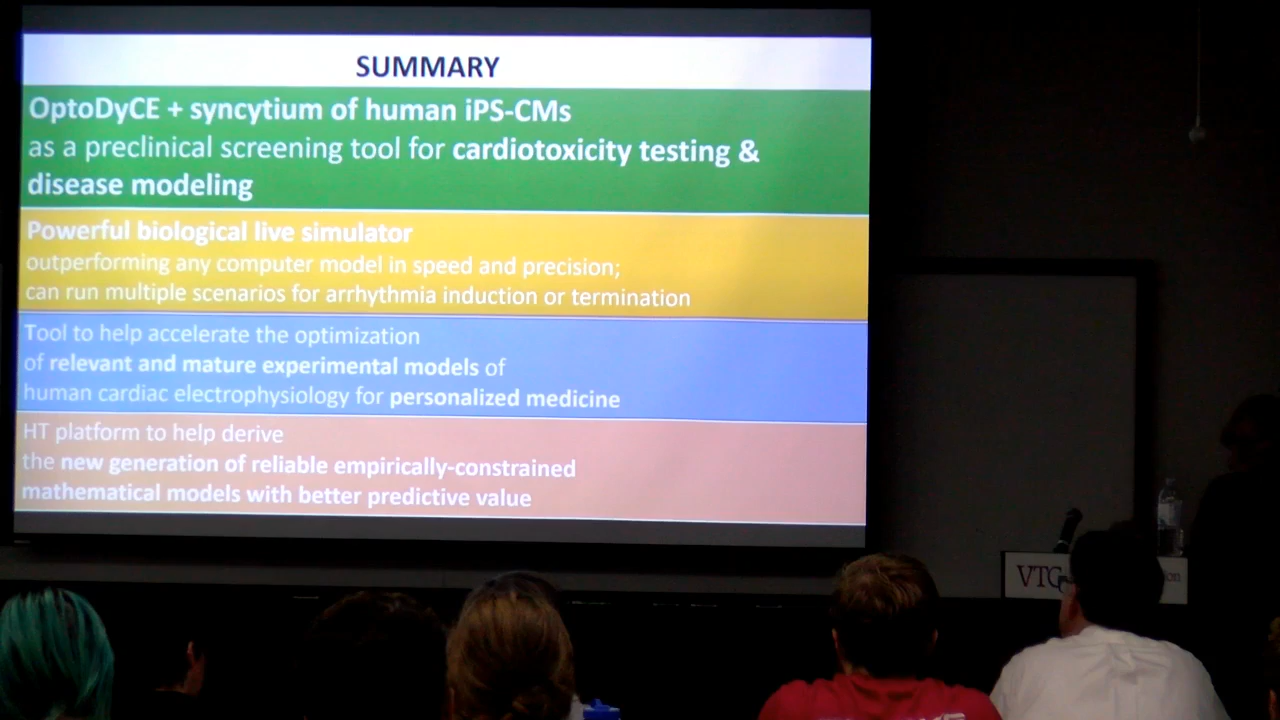 SUMMARY
OptoDyCE + syncytium of human iPS-CMs
as a preclinical screening tool for cardiotoxicity testing &
disease modeling
Powerful biological live simulator
outperforming any computer model in speed and precision;
can run multiple scenarios for arrhythmia induction or termination
Tool to help accelerate the optimization
of relevant and mature experimental models of
human cardiac electrophysiology for personalized medicine
HT platform to help derive
the new generation of reliable empirically-constrained
mathematical models with better predictive value
VTC